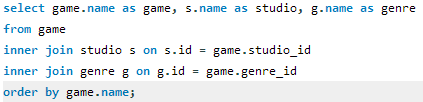 select game.name as game, s.name as studio, g.name as genre
from game
inner join studio s on s.id = game.studio_id
inner join genre g on g.id = game.genre_id
order by game.name;